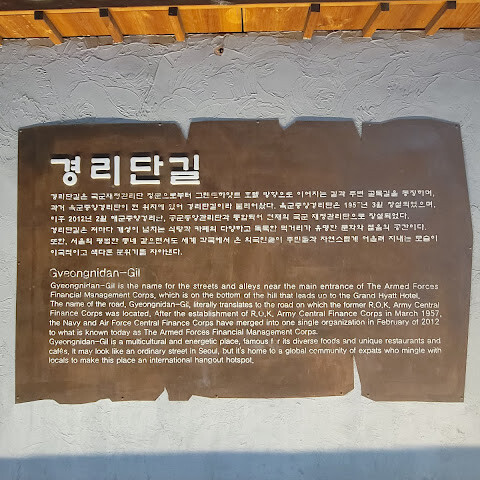 경리단길
경리단길은 국군재정관리단 정문으로부터 그랜드하얏트 호텔 방향으로 이어지는 길과 주변 골목길을 통칭하며,
과거 육군중앙경리단이 현 위치에 있어 경리단길이라 불리어왔다. 육군중앙경리단은 1957년 3월 창설되었으며,
이후 2012년 2월 해군중앙경리단, 공군중앙관리단과 통합하여 현재의 국군 재정관리단으로 창설되었다.
경리단길은 저마다 개성이 넘치는 식당과 카페의 다양하고 독특한 먹거리가 유명한 문화의 혼술의 공간이다.
또한, 서울의 평범한 동네 같으면서도 세계 각국에서 온 외국인들이 주민들과 자연스럽게 어울려 지내는 모습이
이국적이고 색다른 분위기를 자아낸다.
Gyeongnidan-Gil
Gyeongnidan-Gil is the name for the streets and alleys near the main entrance of The Armed Forces
Financial Management Corps, which is on the bottom of the hill that leads up to the Grand Hyatt Hotel.
The name of the road, Gyeongnidan-Gil, literally translates to the road on which the former R.O.K. Army Central
Finance Corps was located. After the establishment of R.O.K. Army Central Finance Corps in March 1957,
the Navy and Air Force Central Finance Corps have merged into one single organization in February of 2012
to what is known today as The Armed Forces Financial Management Corps.
Gyeongnidan-Gil is a multicultural and energetic place, famous for its diverse foods and unique restaurants and
cafés. It may look like an ordinary street in Seoul, but it's home to a global community of expats who mingle with
locals to make this place an international hangout hotspot.